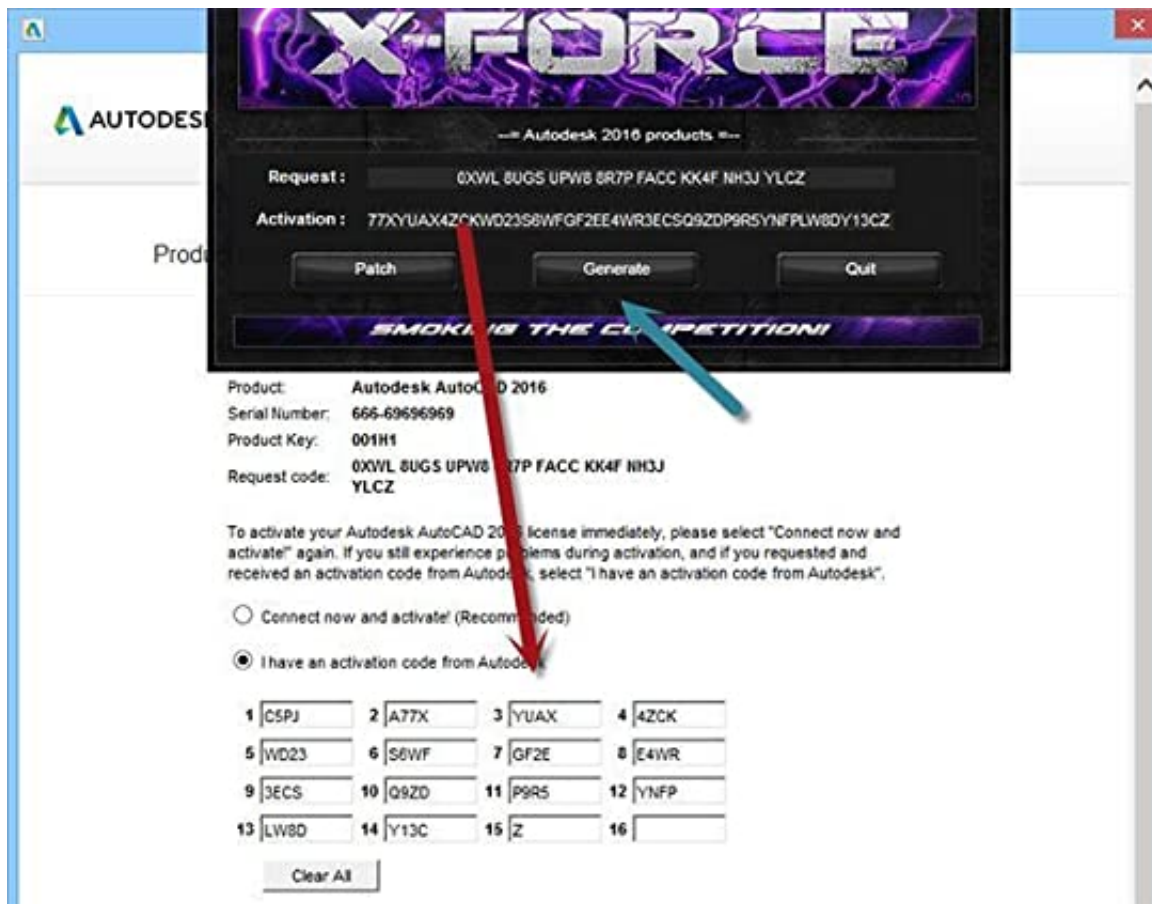 X-FORCE
AUTODES
--= Autodesk 2016 products =--
Request :
0XWL 8UGS UPW8 8R7P FACC KK4F NH3J YLCZ
Activation :
77XYUAX4ZCKWD23S6WFGF2EE4WR3ECSQ9ZDP9R5YNFPLW8DY13CZ
Produ
Patch
Generate
Quit
SMOKING THE COMPETITION!
Product: Autodesk AutoCAD 2016
Serial Number: 666-69696969
Product Key: 001H1
Request code: 0XWL 8UGS UPW8 8R7P FACC KK4F NH3J
YLCZ
To activate your Autodesk AutoCAD 2016 license immediately, please select "Connect now and
activate!" again. If you still experience problems during activation, and if you requested and
received an activation code from Autodesk, select "I have an activation code from Autodesk".
Connect now and activate! (Recommended)
I have an activation code from Autodesk
1 C5PJ 2 A77X 3 YUAX 4 4ZCK
5 WD23 6 S6WF 7 GF2E 8 E4WR
9 3ECS 10 Q9ZD 11 P9R5 12 YNFP
13 LW8D 14 Y13C 15 Z 16
Clear All